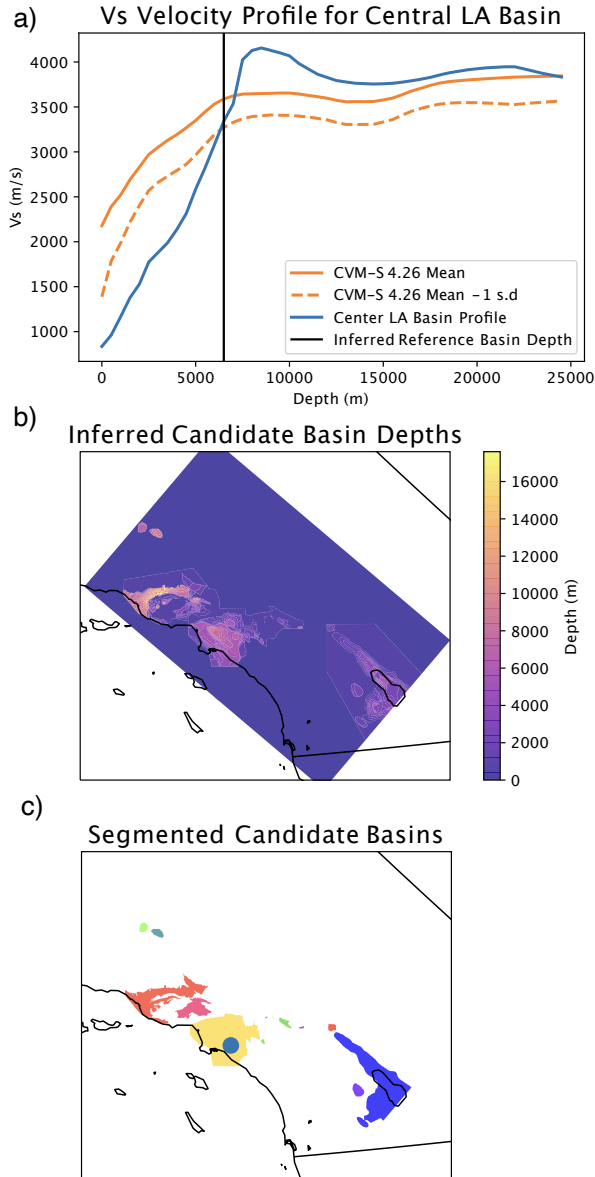 a)
Vs Velocity Profile for Central LA Basin
4000
3500
3000
2500
2000
1500
1000
Vs (m/s)
CVM-S 4.26 Mean
CVM-S 4.26 Mean −1 s.d
Center LA Basin Profile
Inferred Reference Basin Depth
0 5000 10000 15000 20000 25000
Depth (m)
b)
Inferred Candidate Basin Depths
16000
14000
12000
10000
8000
6000
4000
2000
0
Depth (m)
c)
Segmented Candidate Basins